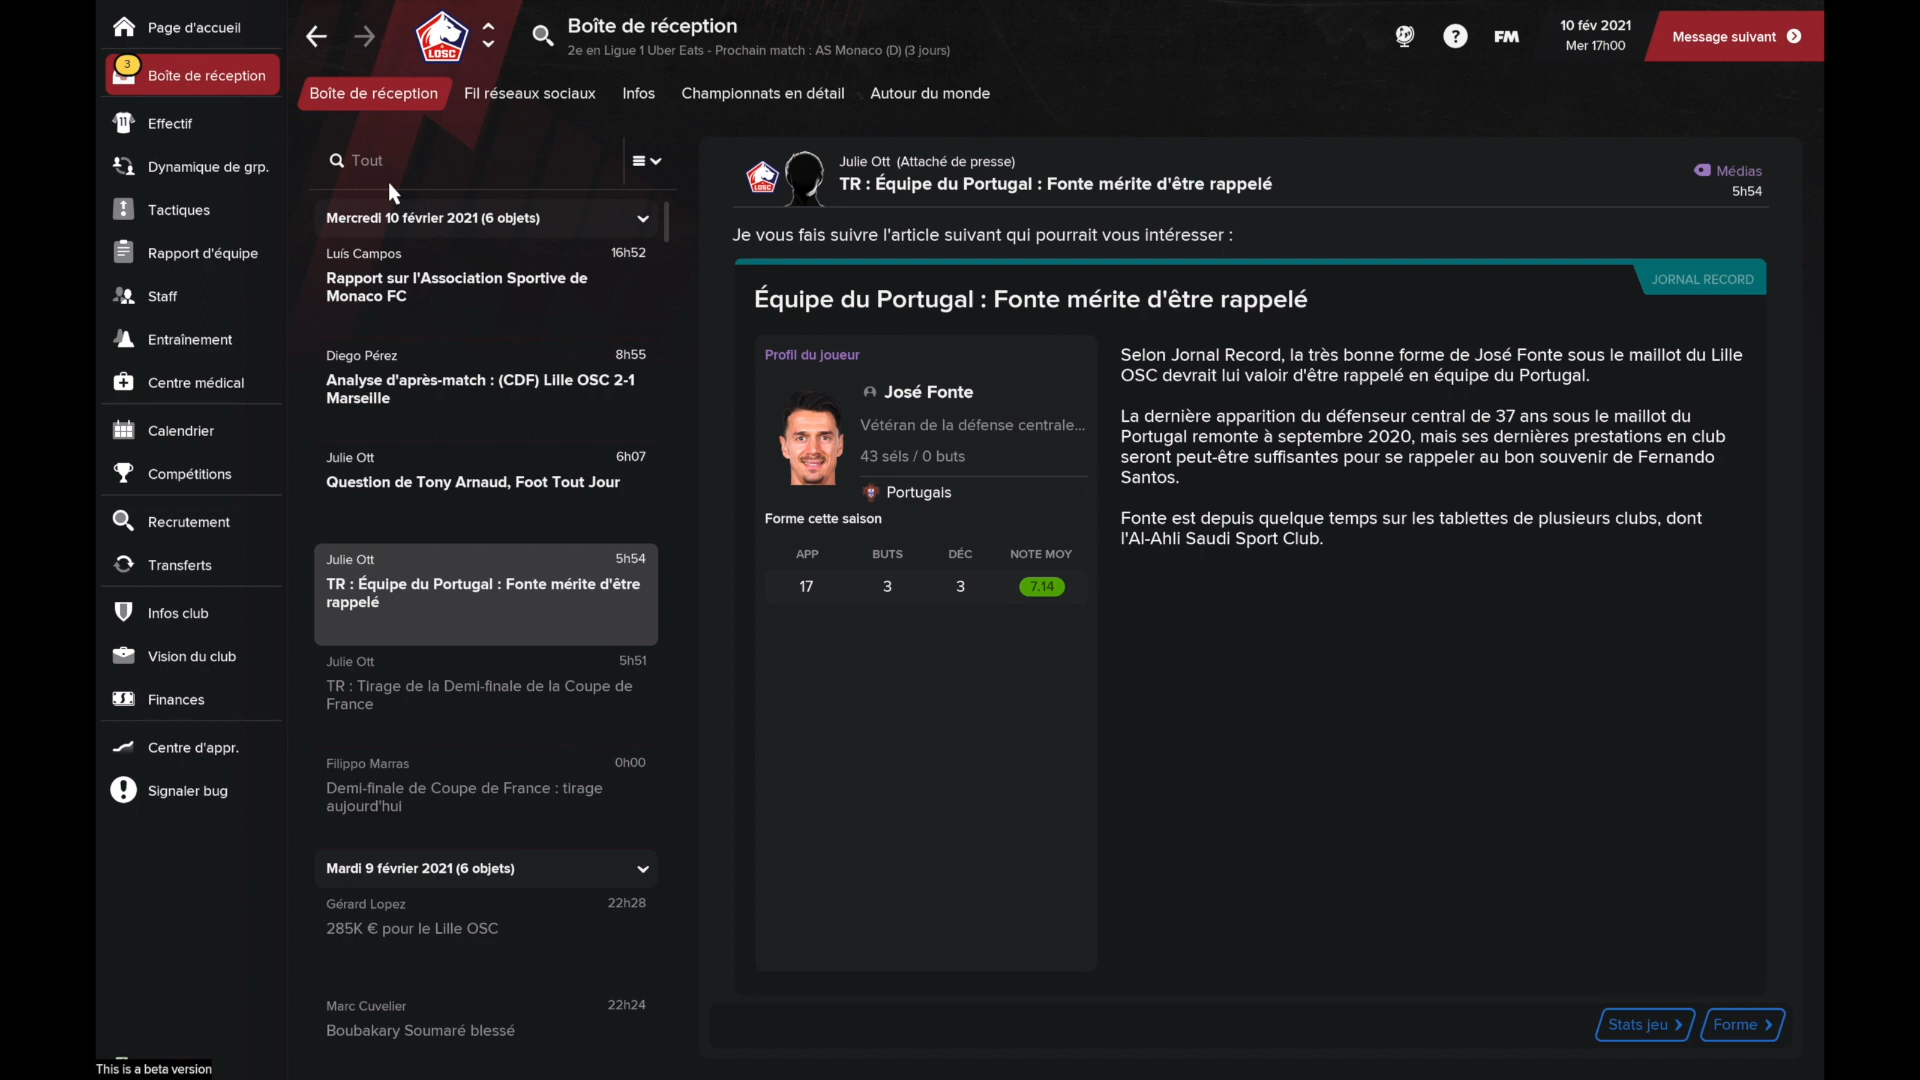 Page d'accueil
3
Boîte de réception
Effectif
Dynamique de grp.
Tactiques
Rapport d'équipe
Staff
Entraînement
Centre médical
Calendrier
Compétitions
Recrutement
Transferts
Infos club
Vision du club
Finances
Centre d'appr.
Signaler bug
This is a beta version
LOSC
Boîte de réception
2e en Ligue 1 Uber Eats - Prochain match : AS Monaco (D) (3 jours)
?
FM
10 fév 2021
Mer 17h00
Message suivant
Boîte de réception
Fil réseaux sociaux
Infos
Championnats en détail
Autour du monde
Tout
Mercredi 10 février 2021 (6 objets)
Luís Campos 16h52
Rapport sur l'Association Sportive de
Monaco FC
Diego Pérez 8h55
Analyse d'après-match : (CDF) Lille OSC 2-1
Marseille
Julie Ott 6h07
Question de Tony Arnaud, Foot Tout Jour
Julie Ott 5h54
TR : Équipe du Portugal : Fonte mérite d'être
rappelé
Julie Ott 5h51
TR : Tirage de la Demi-finale de la Coupe de
France
Filippo Marras 0h00
Demi-finale de Coupe de France : tirage
aujourd'hui
Mardi 9 février 2021 (6 objets)
Gérard Lopez 22h28
285K € pour le Lille OSC
Marc Cuvelier 22h24
Boubakary Soumaré blessé
LOSC
Julie Ott (Attaché de presse)
TR : Équipe du Portugal : Fonte mérite d'être rappelé
Médias
5h54
Je vous fais suivre l'article suivant qui pourrait vous intéresser :
JORNAL RECORD
Équipe du Portugal : Fonte mérite d'être rappelé
Profil du joueur
José Fonte
Vétéran de la défense centrale...
43 séls / 0 buts
Portugais
Forme cette saison
APP BUTS DÉC NOTE MOY
17 3 3 7.14
Selon Jornal Record, la très bonne forme de José Fonte sous le maillot du Lille
OSC devrait lui valoir d'être rappelé en équipe du Portugal.
La dernière apparition du défenseur central de 37 ans sous le maillot du
Portugal remonte à septembre 2020, mais ses dernières prestations en club
seront peut-être suffisantes pour se rappeler au bon souvenir de Fernando
Santos.
Fonte est depuis quelque temps sur les tablettes de plusieurs clubs, dont
l'Al-Ahli Saudi Sport Club.
Stats jeu
Forme